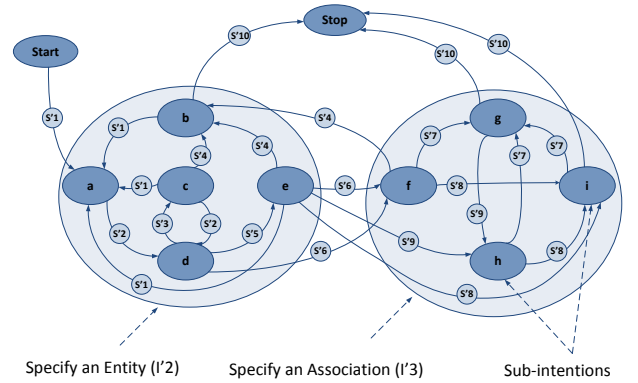 Stop
Start
S'10
S'10
S'10
S'1
b
g
S'1
S'4
S'4
S'4
S'7
S'7
S'7
a
S'1
c
e
S'6
f
S'8
i
S'2
S'3
S'2
S'5
S'9
S'9
S'6
S'8
d
h
S'1
S'8
Specify an Entity (I'2)
Specify an Association (I'3)
Sub-intentions